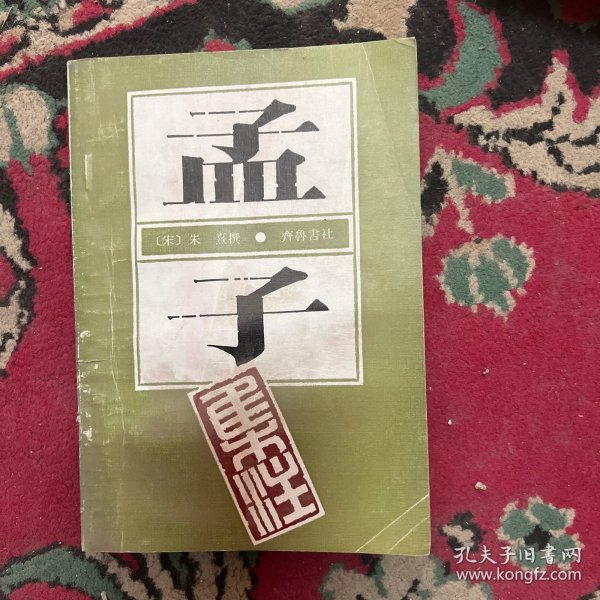 孟
〔宋〕朱 熹撰 ● 齐鲁书社
子
集注
孔夫子旧书网
www.kongfz.com